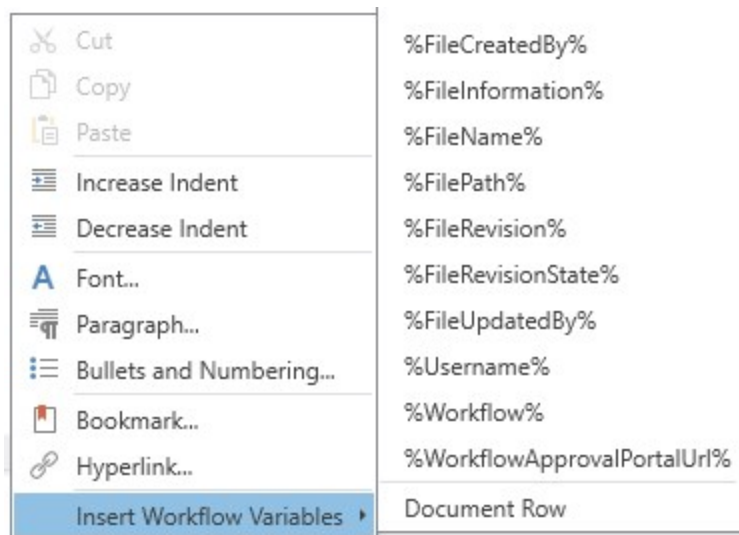 Cut
Copy
Paste
Increase Indent
Decrease Indent
Font...
Paragraph...
Bullets and Numbering...
Bookmark...
Hyperlink...
Insert Workflow Variables
%FileCreatedBy%
%FileInformation%
%FileName%
%FilePath%
%FileRevision%
%FileRevisionState%
%FileUpdatedBy%
%Username%
%Workflow%
%WorkflowApprovalPortalUrl%
Document Row